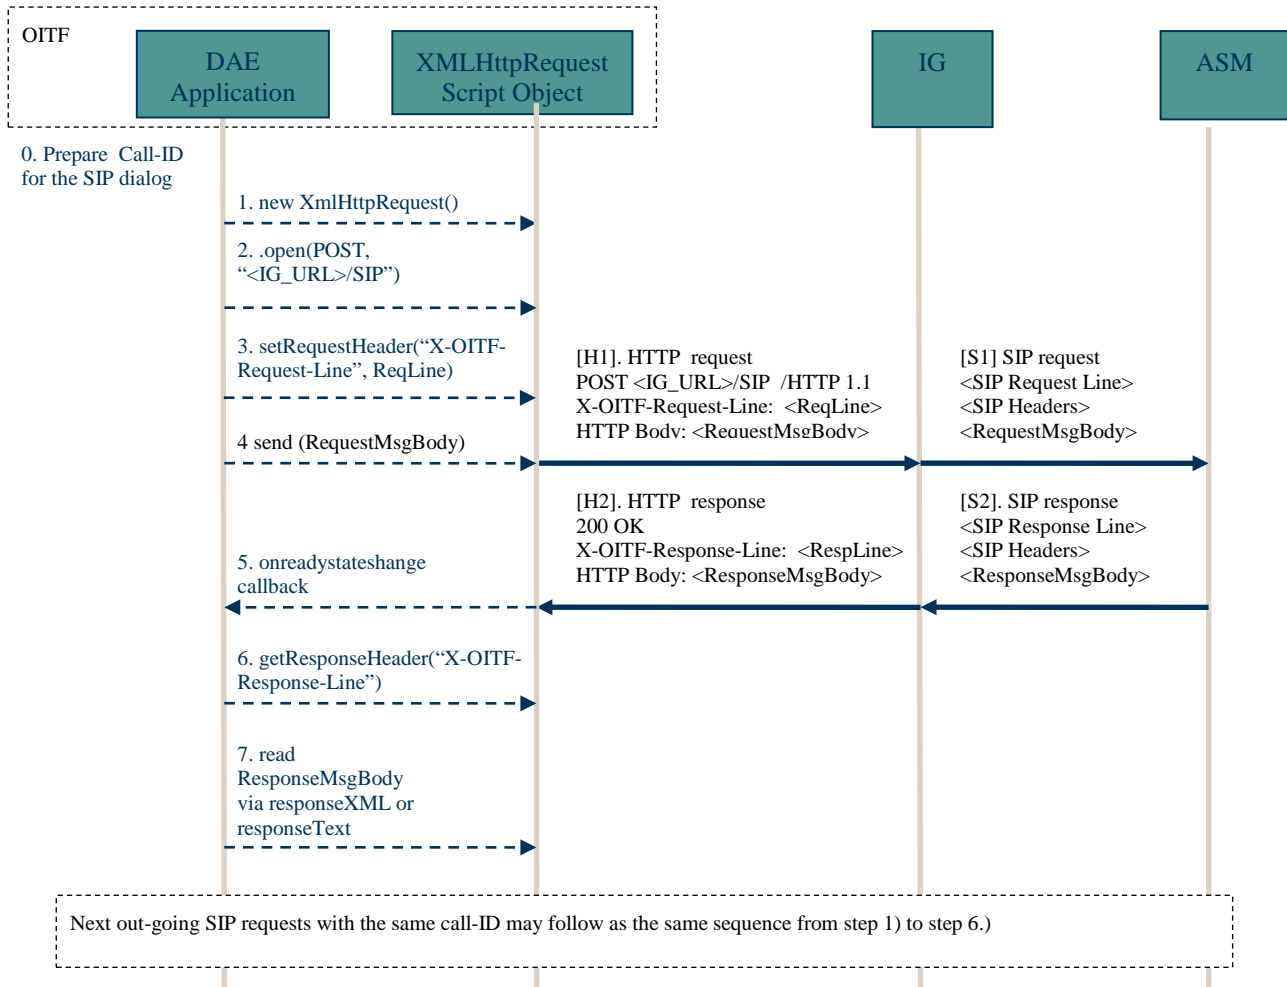 OITF
DAE
Application
XMLHttpRequest
Script Object
IG
ASM
0. Prepare Call-ID
for the SIP dialog
1. new XmlHttpRequest()
2. .open(POST,
“<IG_URL>/SIP”)
3. setRequestHeader(“X-OITF-
Request-Line”, ReqLine)
[H1]. HTTP request
POST <IG_URL>/SIP /HTTP 1.1
X-OITF-Request-Line: <ReqLine>
HTTP Body: <RequestMsgBody>
[S1] SIP request
<SIP Request Line>
<SIP Headers>
<RequestMsgBody>
4 send (RequestMsgBody)
[H2]. HTTP response
200 OK
X-OITF-Response-Line: <RespLine>
HTTP Body: <ResponseMsgBody>
[S2]. SIP response
<SIP Response Line>
<SIP Headers>
<ResponseMsgBody>
5. onreadystateshange
callback
6. getResponseHeader(“X-OITF-
Response-Line”)
7. read
ResponseMsgBody
via responseXML or
responseText
Next out-going SIP requests with the same call-ID may follow as the same sequence from step 1) to step 6.)